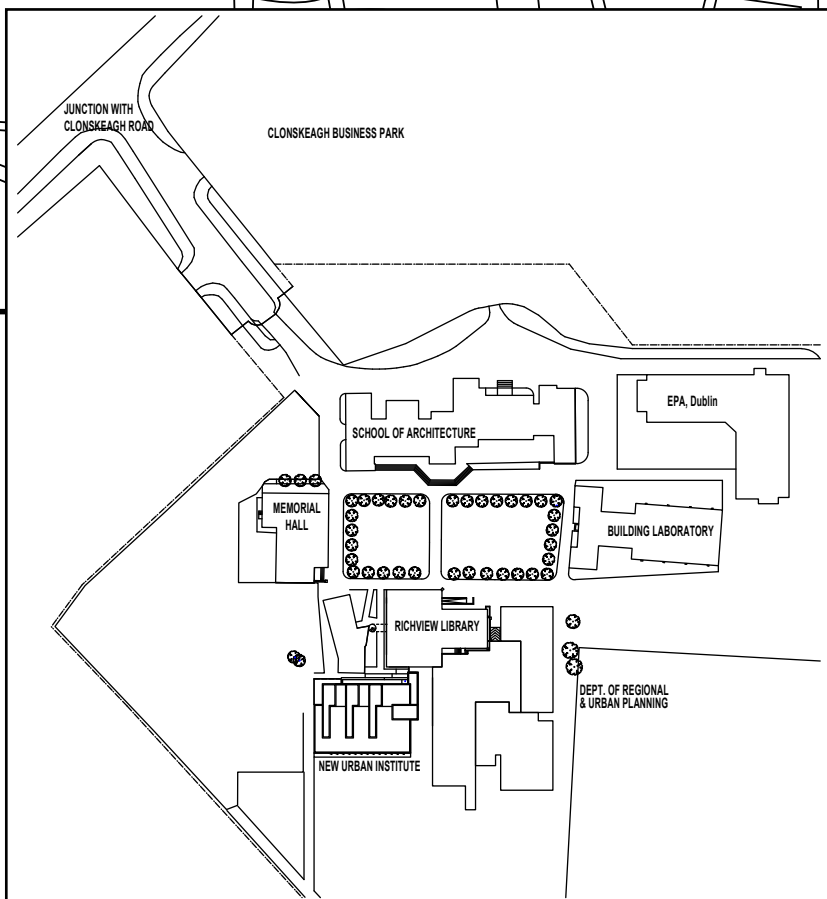 JUNCTION WITH
CLONSKEAGH ROAD
CLONSKEAGH BUSINESS PARK
EPA, Dublin
SCHOOL OF ARCHITECTURE
MEMORIAL
HALL
BUILDING LABORATORY
RICHVIEW LIBRARY
DEPT. OF REGIONAL
& URBAN PLANNING
NEW URBAN INSTITUTE